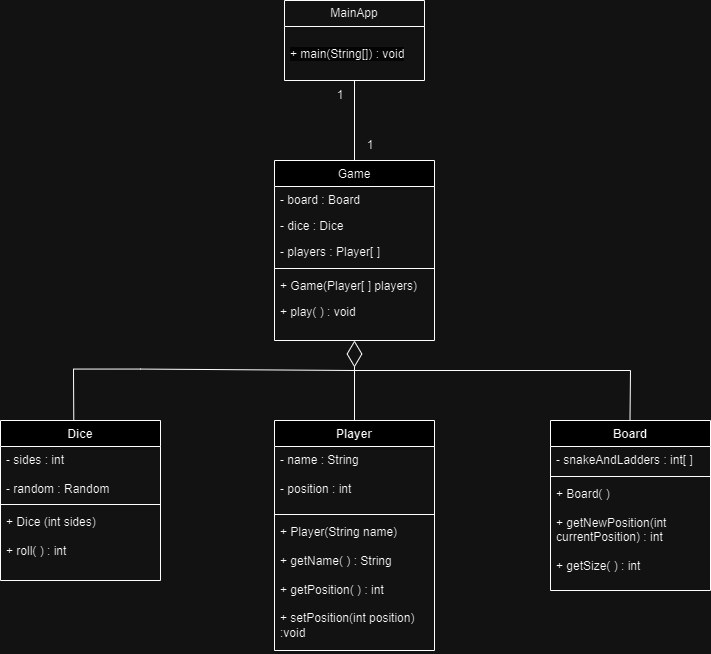 MainApp
+ main(String[]) : void
1
1
Game
- board : Board
- dice : Dice
- players : Player[ ]
+ Game(Player[ ] players)
+ play( ) : void
Dice
- sides : int
- random : Random
+ Dice (int sides)
+ roll( ) : int
Player
- name : String
- position : int
+ Player(String name)
+ getName( ) : String
+ getPosition( ) : int
+ setPosition(int position)
:void
Board
- snakeAndLadders : int[ ]
+ Board( )
+ getNewPosition(int
currentPosition) : int
+ getSize( ) : int